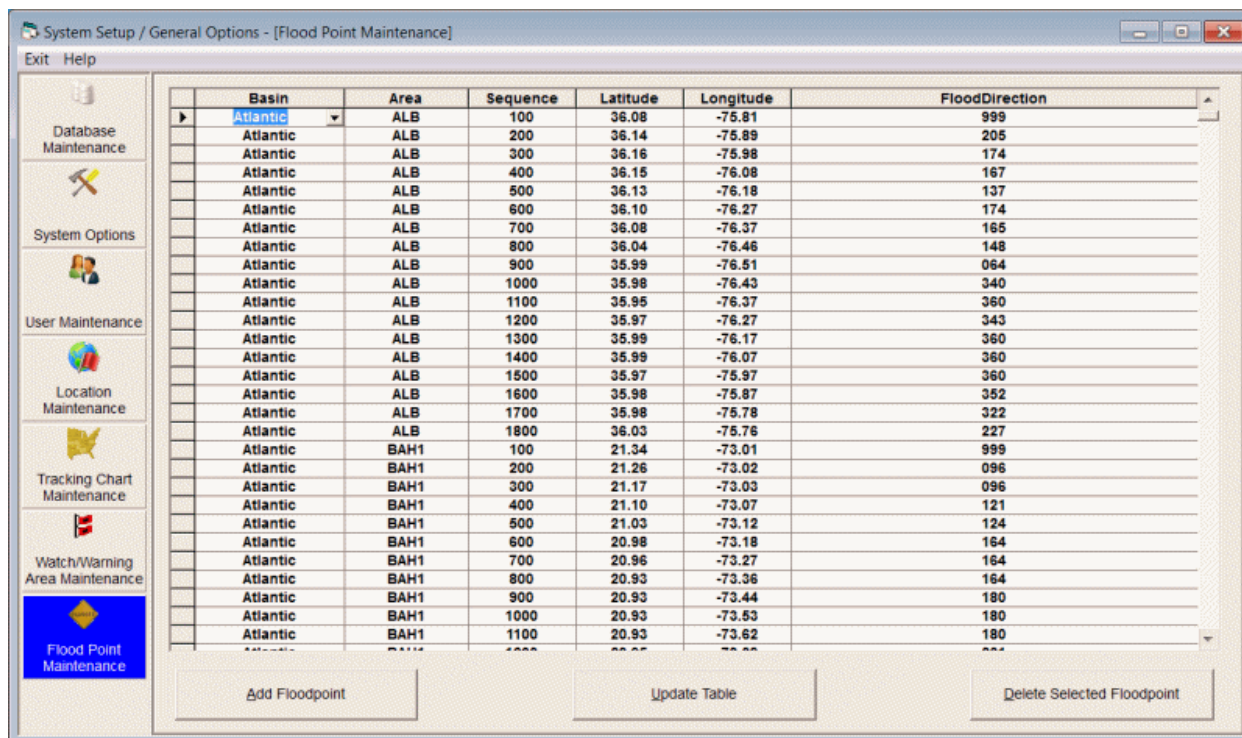 System Setup / General Options - [Flood Point Maintenance]
Exit Help
Database
Maintenance
System Options
User Maintenance
Location
Maintenance
Tracking Chart
Maintenance
Watch/Warning
Area Maintenance
Flood Point
Maintenance
Basin Area Sequence Latitude Longitude FloodDirection
Atlantic ALB 100 36.08 -75.81 999
Atlantic ALB 200 36.14 -75.89 205
Atlantic ALB 300 36.16 -75.98 174
Atlantic ALB 400 36.15 -76.08 167
Atlantic ALB 500 36.13 -76.18 137
Atlantic ALB 600 36.10 -76.27 174
Atlantic ALB 700 36.08 -76.37 165
Atlantic ALB 800 36.04 -76.46 148
Atlantic ALB 900 35.99 -76.51 064
Atlantic ALB 1000 35.98 -76.43 340
Atlantic ALB 1100 35.95 -76.37 360
Atlantic ALB 1200 35.97 -76.27 343
Atlantic ALB 1300 35.99 -76.17 360
Atlantic ALB 1400 35.99 -76.07 360
Atlantic ALB 1500 35.97 -75.97 360
Atlantic ALB 1600 35.98 -75.87 352
Atlantic ALB 1700 35.98 -75.78 322
Atlantic ALB 1800 36.03 -75.76 227
Atlantic BAH1 100 21.34 -73.01 999
Atlantic BAH1 200 21.26 -73.02 096
Atlantic BAH1 300 21.17 -73.03 096
Atlantic BAH1 400 21.10 -73.07 121
Atlantic BAH1 500 21.03 -73.12 124
Atlantic BAH1 600 20.98 -73.18 164
Atlantic BAH1 700 20.96 -73.27 164
Atlantic BAH1 800 20.93 -73.36 164
Atlantic BAH1 900 20.93 -73.44 180
Atlantic BAH1 1000 20.93 -73.53 180
Atlantic BAH1 1100 20.93 -73.62 180
Add Floodpoint Update Table Delete Selected Floodpoint